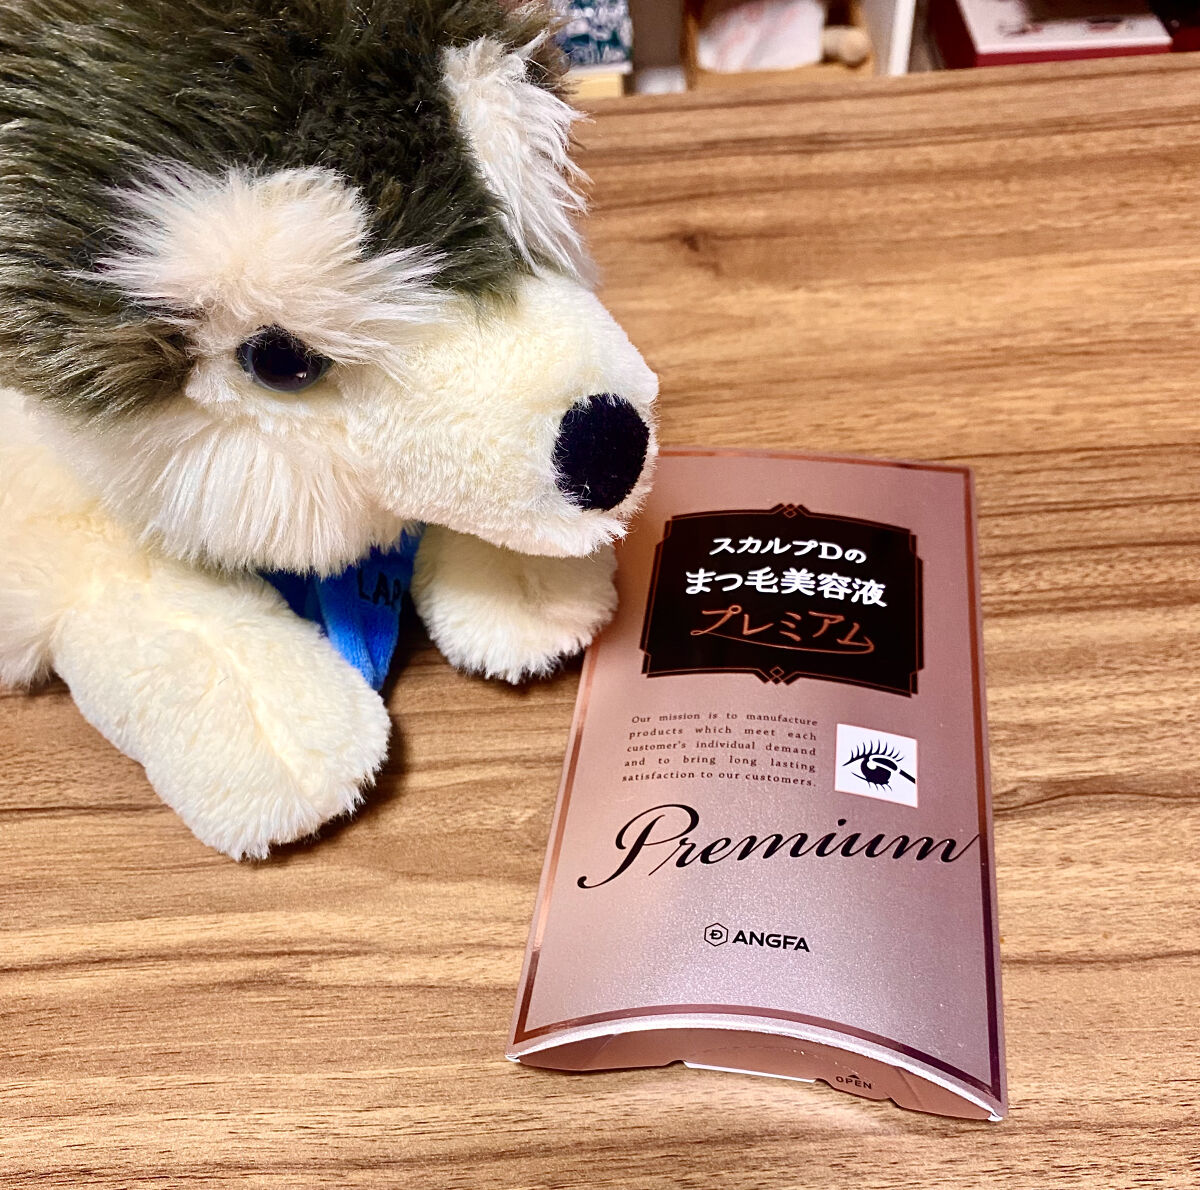 LAP
スカルプDの
まつ毛美容液
プレミアム
Our mission is to manufacture
products which meet each
customer's individual demand
and to bring long lasting
satisfaction to our customers.
Premium
ANGFA
OPEN